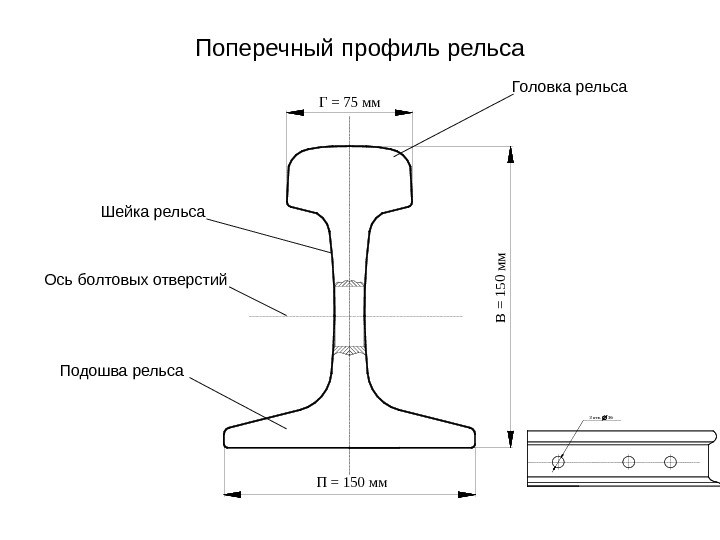 Поперечный профиль рельса
Головка рельса
Г = 75 мм
Шейка рельса
В = 150 мм
Ось болтовых отверстий
Подошва рельса
П = 150 мм